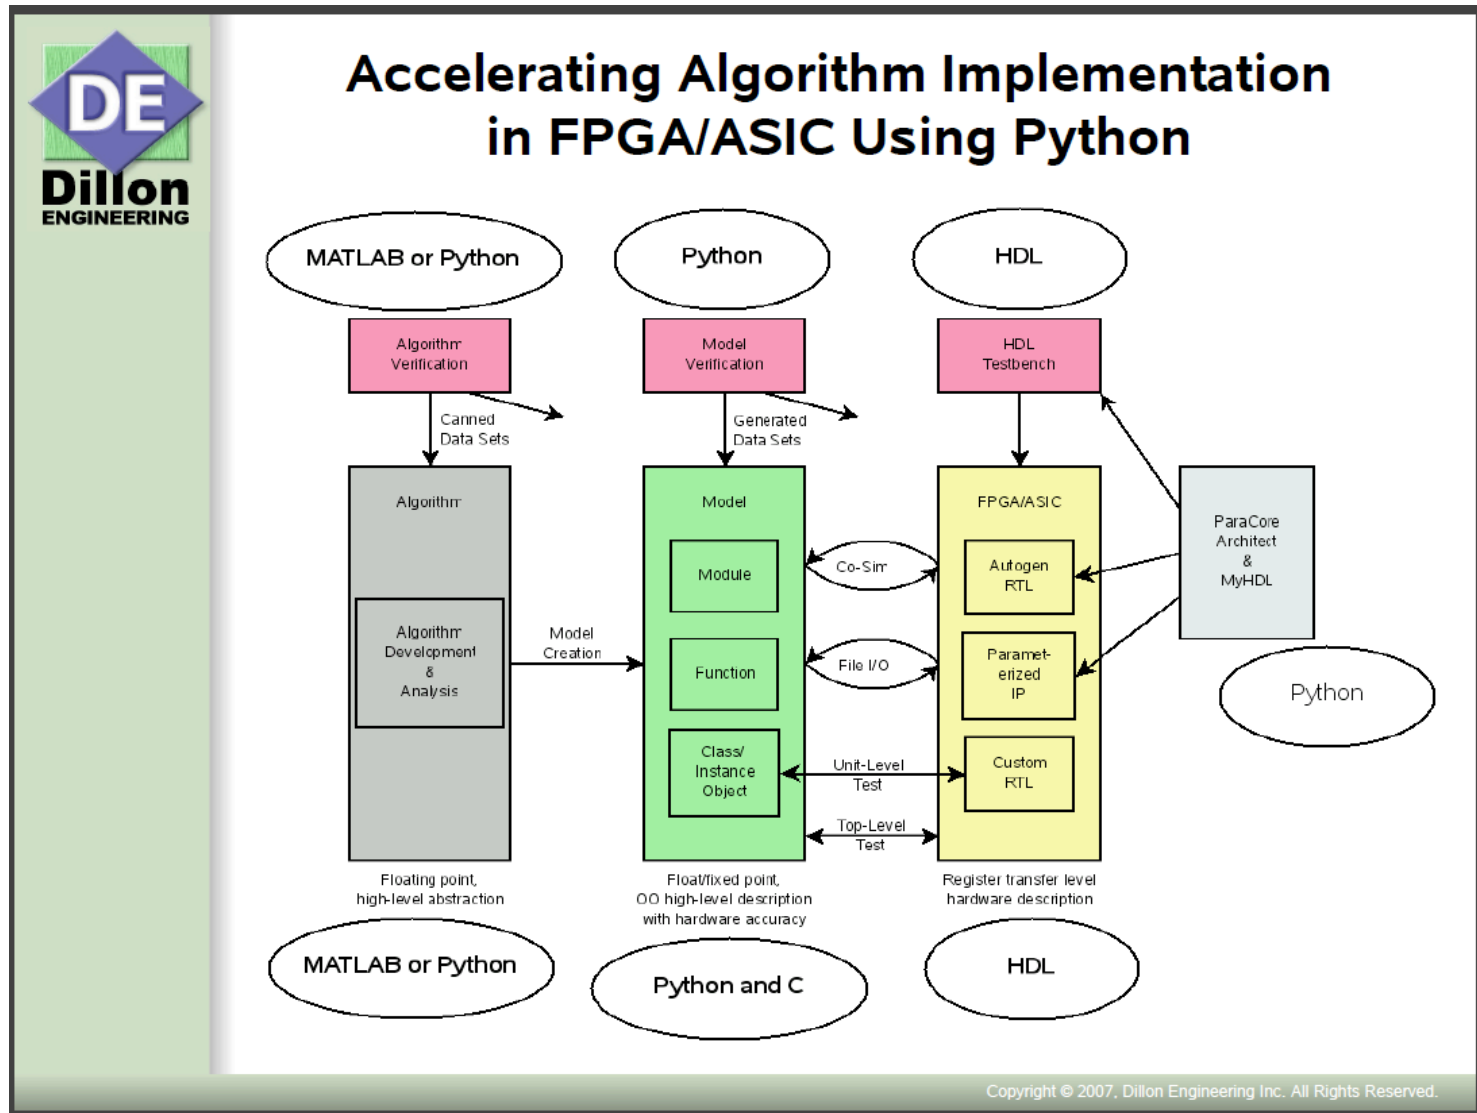 DE
Dillon
ENGINEERING
Accelerating Algorithm Implementation
in FPGA/ASIC Using Python
MATLAB or Python
Python
HDL
Algorithm
Verification
Model
Verification
HDL
Testbench
Canned
Data Sets
Generated
Data Sets
Algorithm
Model
FPGA/ASIC
ParaCore
Architect
&
MyHDL
Module
Co-Sim
Autogen
RTL
Algorithm
Development
&
Analysis
Model
Creation
Function
File I/O
Paramet-
erized
IP
Python
Class/
Instance
Object
Unit-Level
Test
Custom
RTL
Top-Level
Test
Floating point,
high-level abstraction
Float/fixed point,
OO high-level description
with hardware accuracy
Register transfer level
hardware description
MATLAB or Python
Python and C
HDL
Copyright © 2007, Dillon Engineering Inc. All Rights Reserved.